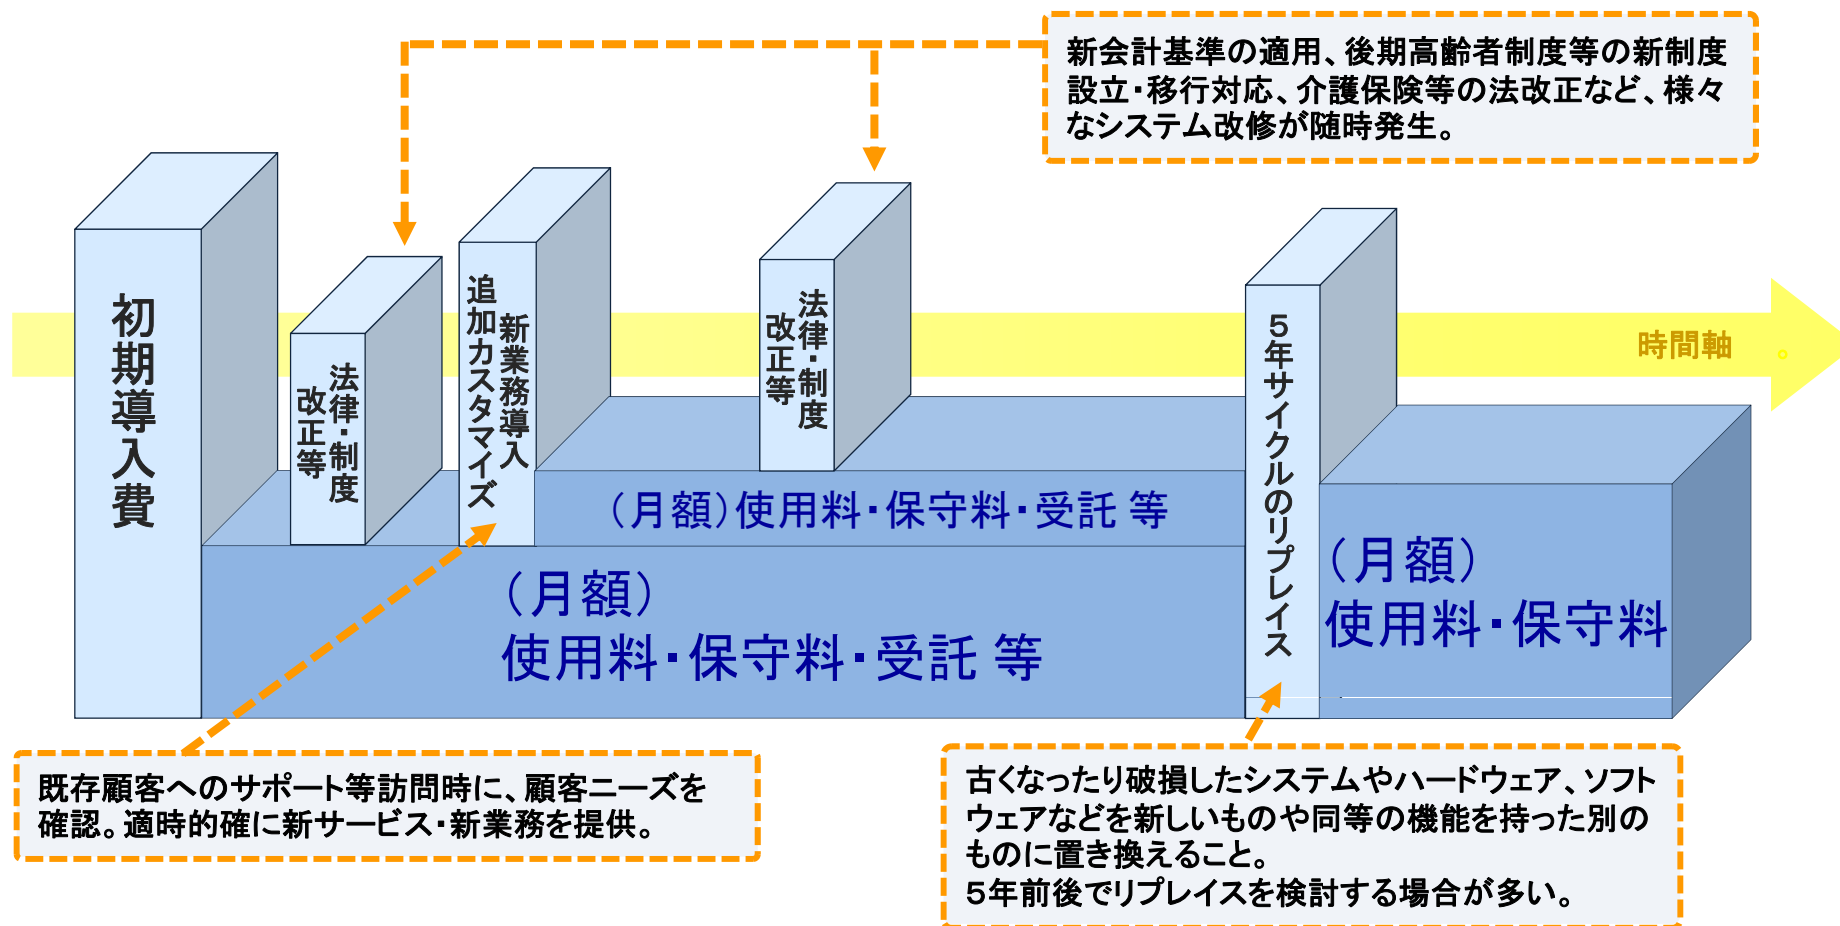 新会計基準の適用、後期高齢者制度等の新制度
設立・移行対応、介護保険等の法改正など、様々
なシステム改修が随時発生。
初期導入費
法律・制度
改正等
新業務導入
追加カスタマイズ
法律・制度
改正等
５年サイクルのリプレイス
時間軸
。
（月額）使用料・保守料・受託 等
（月額）
使用料・保守料・受託 等
（月額）
使用料・保守料
既存顧客へのサポート等訪問時に、顧客ニーズを
確認。適時的確に新サービス・新業務を提供。
古くなったり破損したシステムやハードウェア、ソフト
ウェアなどを新しいものや同等の機能を持った別の
ものに置き換えること。
５年前後でリプレイスを検討する場合が多い。